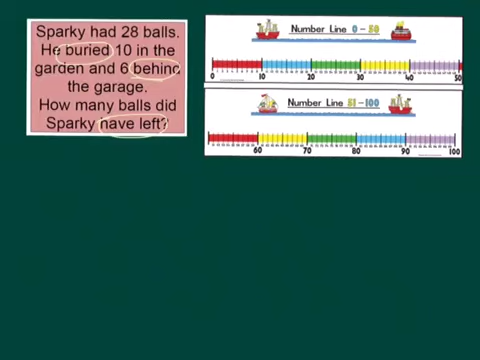 Sparky had 28 balls.
He buried 10 in the
garden and 6 behind
the garage.
How many balls did
Sparky have left?
Number Line 0 - 50
0 10 20 30 40 50
Number Line 51 - 100
60 70 80 90 100